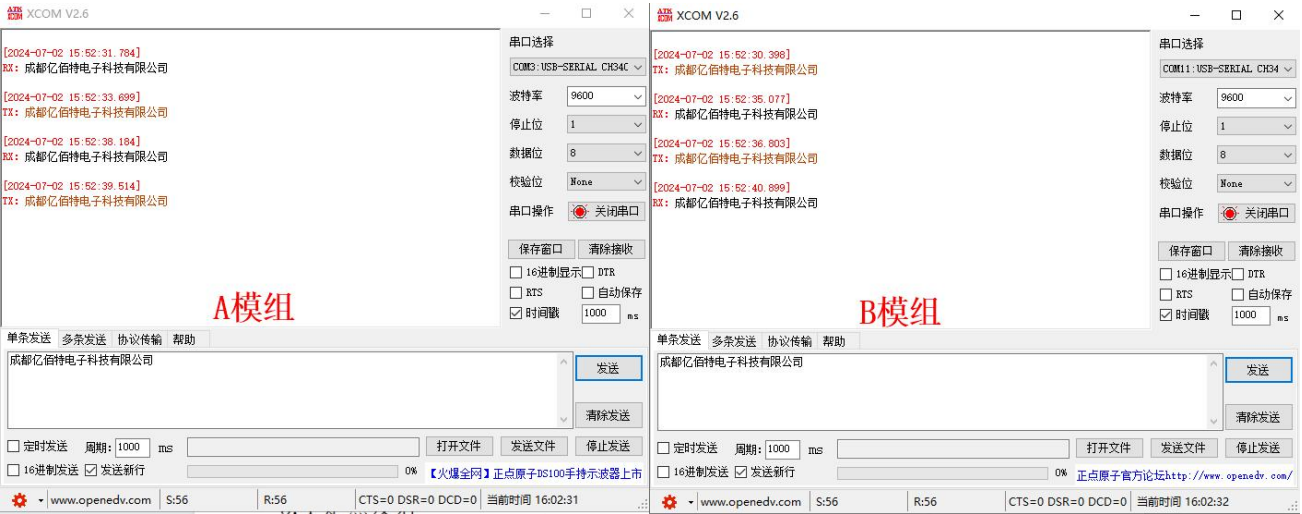 XCOM V2.6
[2024-07-02 15:52:31.784]
RX: 成都亿佰特电子科技有限公司
[2024-07-02 15:52:33.699]
TX: 成都亿佰特电子科技有限公司
[2024-07-02 15:52:38.184]
RX: 成都亿佰特电子科技有限公司
[2024-07-02 15:52:39.514]
TX: 成都亿佰特电子科技有限公司
A模组
串口选择
COM3:USB-SERIAL CH34C
波特率 9600
停止位 1
数据位 8
校验位 None
串口操作 关闭串口
保存窗口 清除接收
16进制显示 DTR
RTS 自动保存
时间戳 1000 ms
单条发送 多条发送 协议传输 帮助
成都亿佰特电子科技有限公司
发送
清除发送
定时发送 周期: 1000 ms 打开文件 发送文件 停止发送
16进制发送 发送新行 0% 【火爆全网】正点原子DS100手持示波器上市
www.openedv.com S:56 R:56 CTS=0 DSR=0 DCD=0 当前时间 16:02:31
XCOM V2.6
[2024-07-02 15:52:30.398]
TX: 成都亿佰特电子科技有限公司
[2024-07-02 15:52:35.077]
RX: 成都亿佰特电子科技有限公司
[2024-07-02 15:52:36.803]
TX: 成都亿佰特电子科技有限公司
[2024-07-02 15:52:40.899]
RX: 成都亿佰特电子科技有限公司
B模组
串口选择
COM11:USB-SERIAL CH34
波特率 9600
停止位 1
数据位 8
校验位 None
串口操作 关闭串口
保存窗口 清除接收
16进制显示 DTR
RTS 自动保存
时间戳 1000 ms
单条发送 多条发送 协议传输 帮助
成都亿佰特电子科技有限公司
发送
清除发送
定时发送 周期: 1000 ms 打开文件 发送文件 停止发送
16进制发送 发送新行 0% 正点原子官方论坛http://www.openedv.com/
www.openedv.com S:56 R:56 CTS=0 DSR=0 DCD=0 当前时间 16:02:32